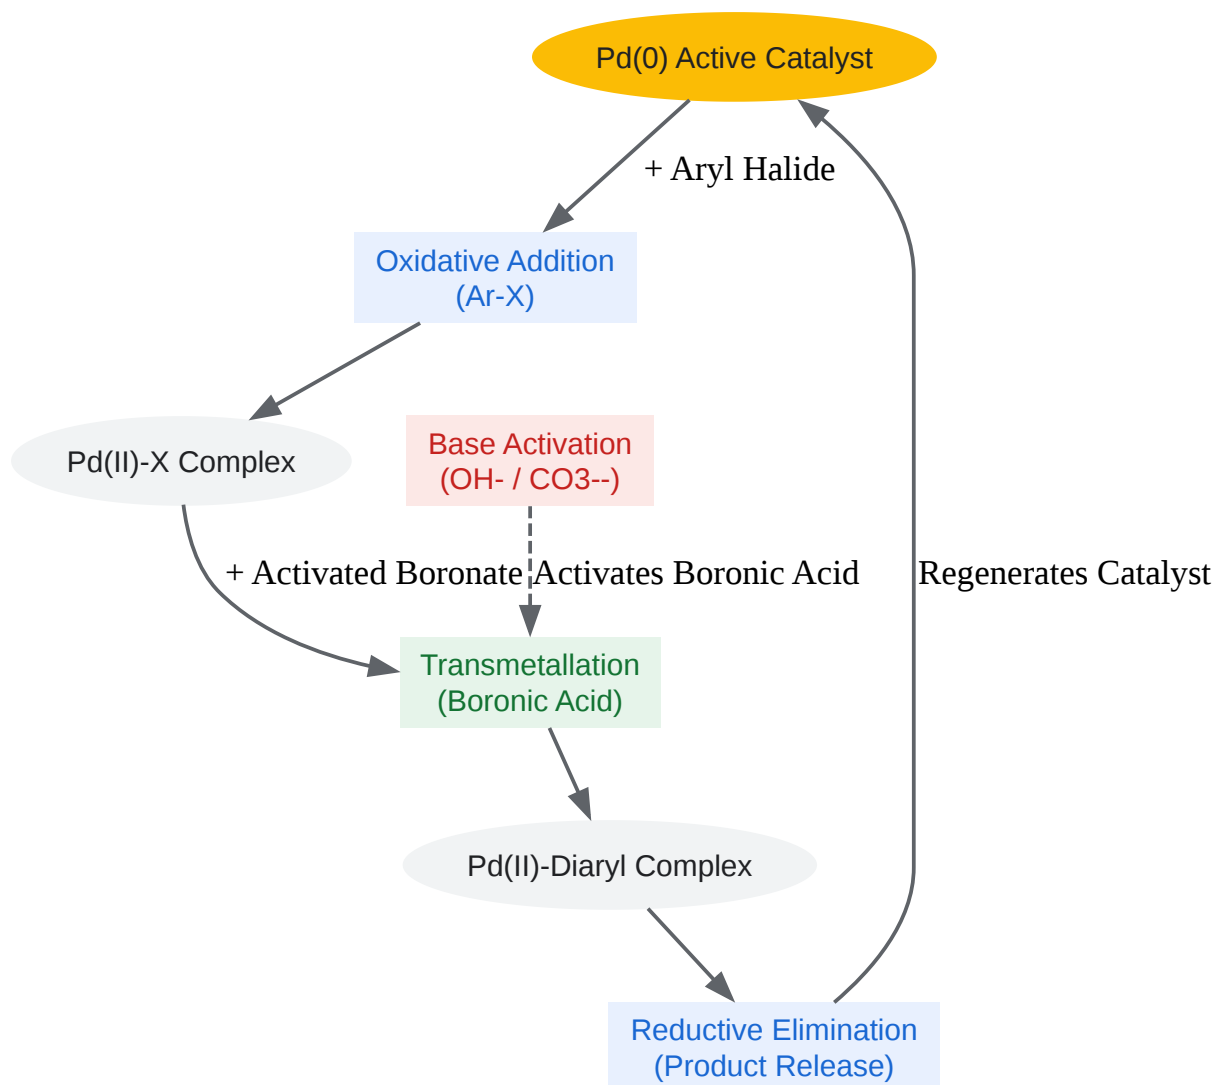 Pd(0) Active Catalyst
+ Aryl Halide
Oxidative Addition
(Ar-X)
Pd(II)-X Complex
Base Activation
(OH- / CO3--)
+ Activated Boronate
Activates Boronic Acid
Regenerates Catalyst
Transmetallation
(Boronic Acid)
Pd(II)-Diaryl Complex
Reductive Elimination
(Product Release)